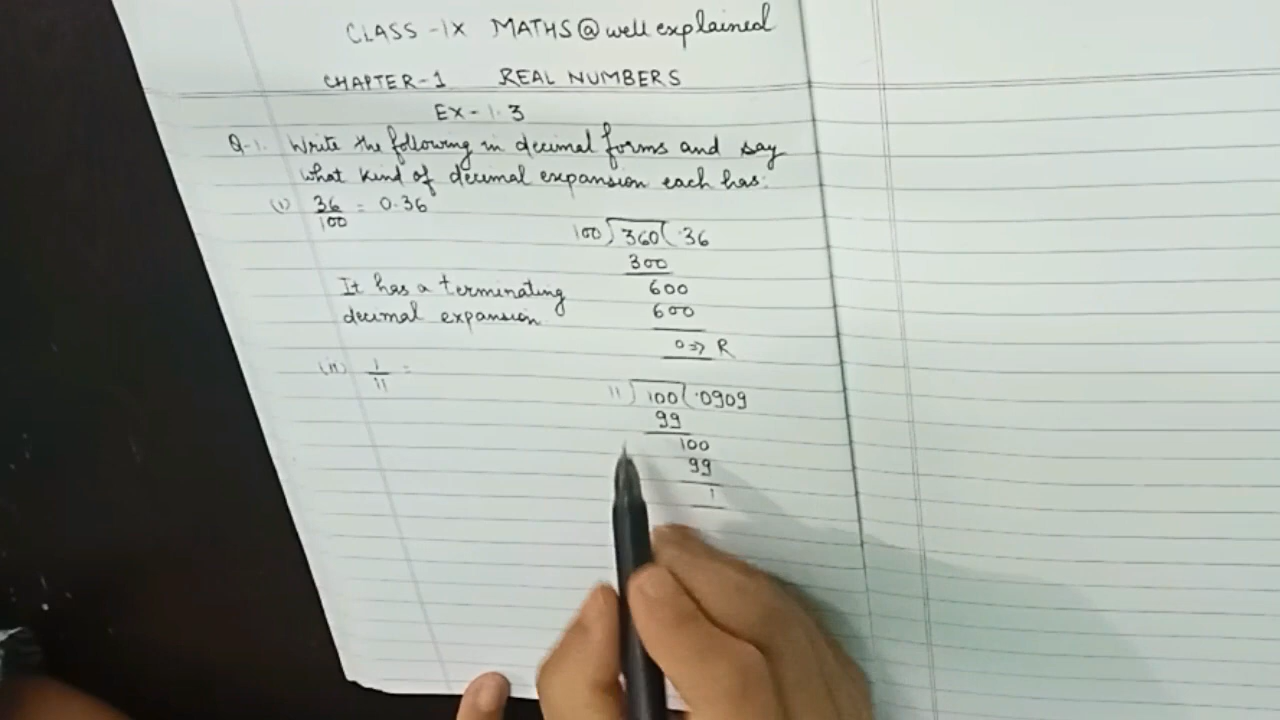 CLASS -IX MATHS@well explained
CHAPTER-1 REAL NUMBERS
EX-1.3
Q-1. Write the following in decimal forms and say
what kind of decimal expansion each has:
(i) 36/100 = 0.36
100) 360( .36
300
600
600
0 => R
It has a terminating
decimal expansion
(ii) 1/11 =
11) 100( .0909
99
100
99
1